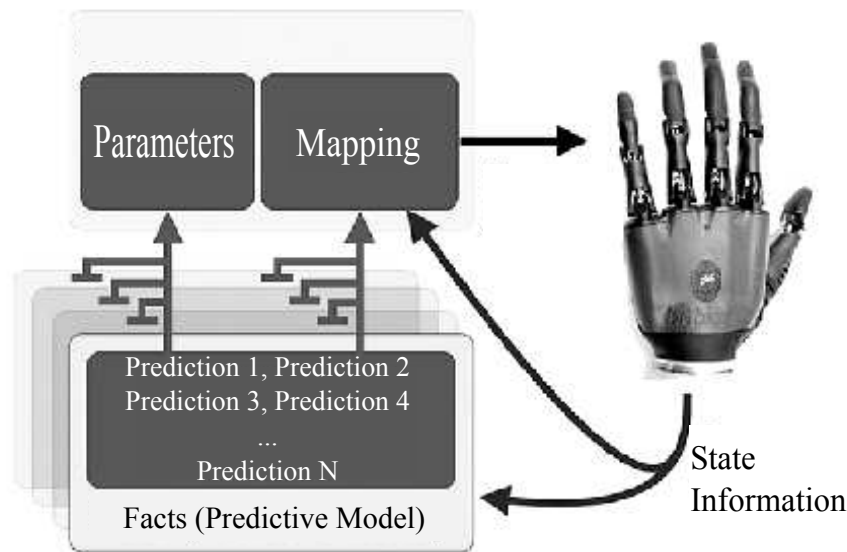 Parameters
Mapping
Prediction 1, Prediction 2
Prediction 3, Prediction 4
...
Prediction N
Facts (Predictive Model)
State
Information